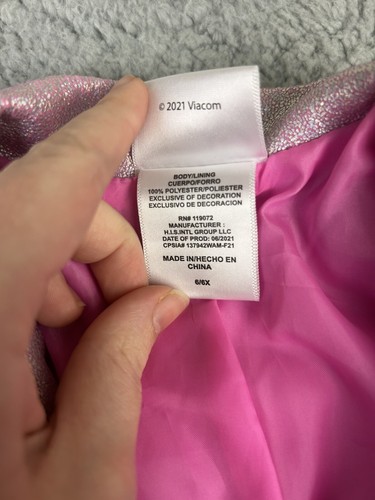 © 2021 Viacom
BODY/LINING
CUERPO/FORRO
100% POLYESTER/POLIESTER
EXCLUSIVE OF DECORATION
EXCLUSIVO DE DECORACION
RN# 119072
MANUFACTURER :
H.I.S.INTL GROUP LLC
DATE OF PROD: 06/2021
CPSIA# 137942WAM-F21
MADE IN/HECHO EN
CHINA
6/6X